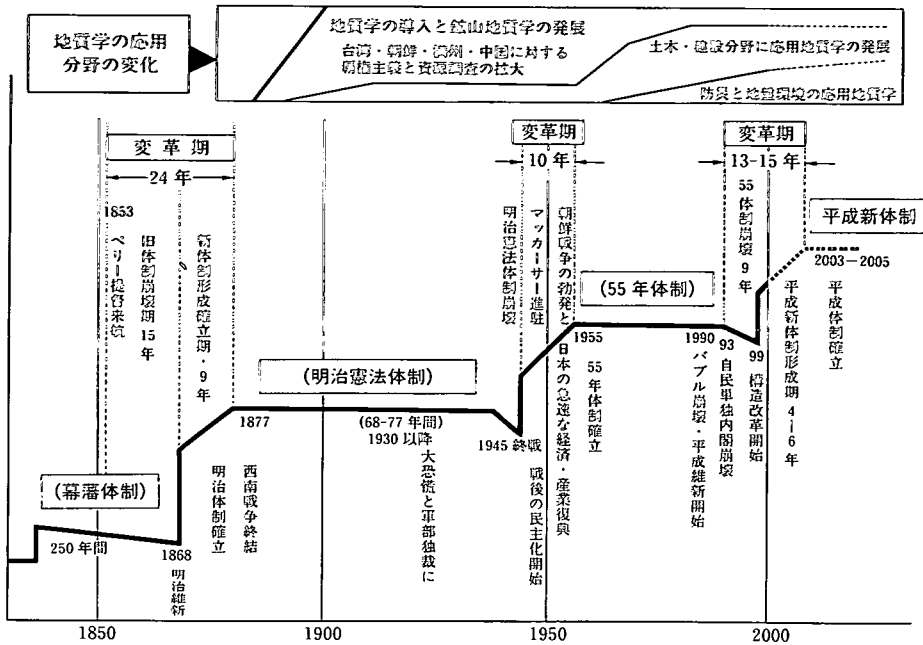 地質学の応用
分野の変化
地質学の導入と鉱山地質学の発展
台湾・朝鮮・満州・中国に対する
覇権主義と資源調査の拡大
土木・建設分野に応用地質学の発展
防災と地盤環境の応用地質学
変革期
24年
変革期
10年
変革期
13-15年
1853
ペリー提督来航
旧体制崩壊期 15年
新体制形成確立期・9年
明治憲法体制崩壊
マッカーサー進駐
朝鮮戦争の勃発と日本の急速な経済・産業復興
55体制崩壊 9年
平成新体制
2003-2005
(55年体制)
1955
55年体制確立
1990
バブル崩壊・平成維新開始
93
自民単独内閣崩壊
99
構造改革開始
平成新体制形成期 4~6年
平成体制確立
(明治憲法体制)
1877
(68-77年間)
1930以降
大恐慌と軍部独裁に
1945 終戦
戦後の民主化開始
(幕藩体制)
250年間
1868
明治維新
明治体制確立
西南戦争終結
1850
1900
1950
2000